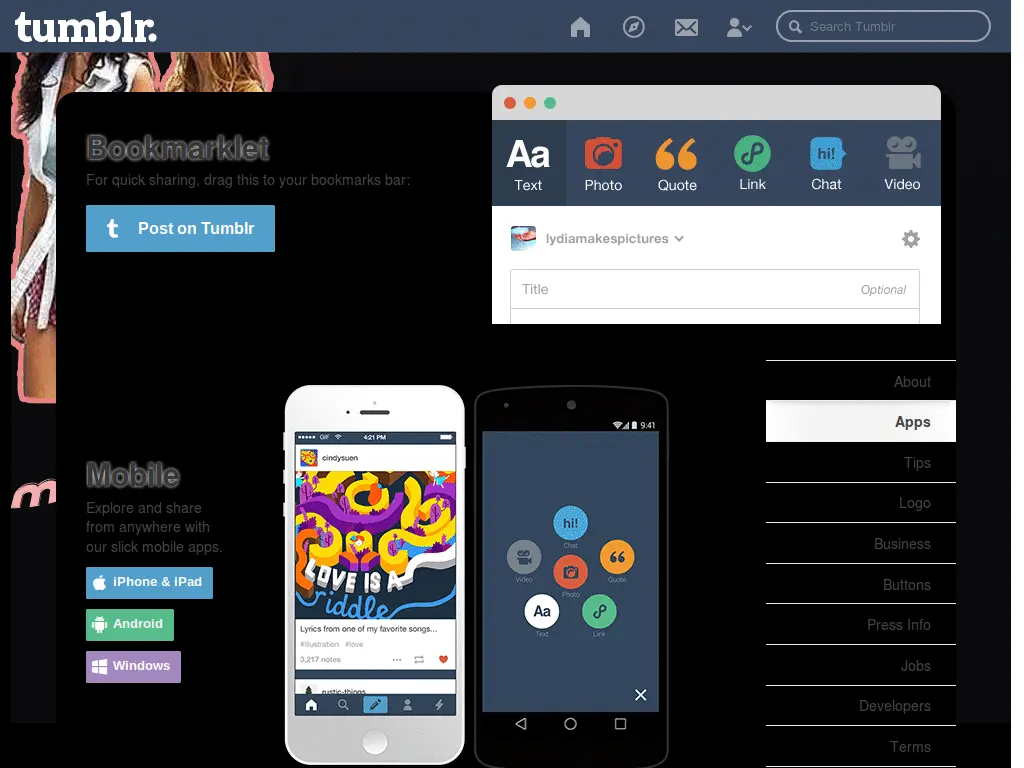 tumblr.
Search Tumblr
Bookmarklet
For quick sharing, drag this to your bookmarks bar:
Post on Tumblr
Aa
Text
Photo
Quote
Link
hi!
Chat
Video
lydiamakespictures
Title
Optional
Mobile
Explore and share
from anywhere with
our slick mobile apps.
iPhone & iPad
Android
Windows
GIF
4:21 PM
cindysuen
LOVE IS A
riddle
Lyrics from one of my favorite songs...
#illustration #love
3,217 notes
rustic-things
9:41
hi!
Chat
Video
Photo
Quote
Aa
Text
Link
About
Apps
Tips
Logo
Business
Buttons
Press Info
Jobs
Developers
Terms